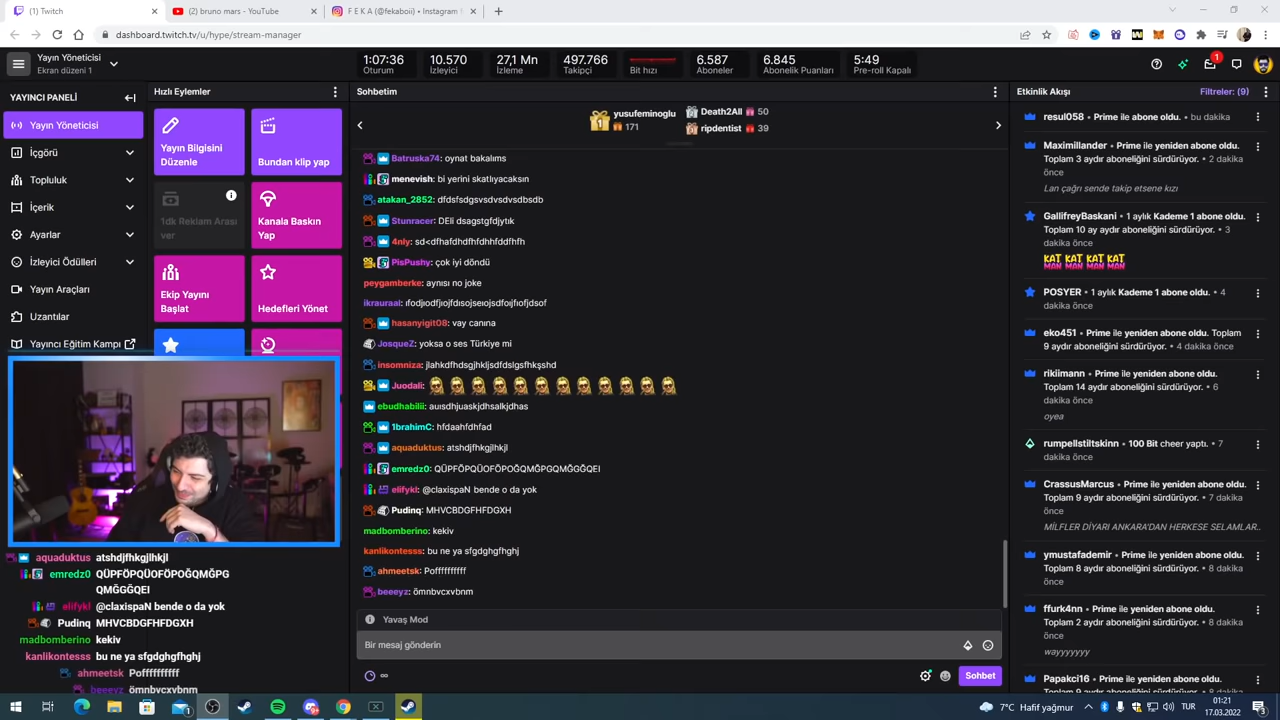 (1) Twitch
(2) bruno mars - YouTube
F E K A (@fekaboii) • Instagram
dashboard.twitch.tv/u/hype/stream-manager
Yayın Yöneticisi
Ekran düzeni 1
1:07:36
Oturum
10.570
İzleyici
27,1 Mn
İzleme
497.766
Takipçi
Bit hızı
6.587
Aboneler
6.845
Abonelik Puanları
5:49
Pre-roll Kapalı
1
YAYINCI PANELİ
Yayın Yöneticisi
İçgörü
Topluluk
İçerik
Ayarlar
İzleyici Ödülleri
Yayın Araçları
Uzantılar
Yayıncı Eğitim Kampı
Hızlı Eylemler
Yayın Bilgisini
Düzenle
Bundan klip yap
1dk Reklam Arası
ver
Kanala Baskın
Yap
Ekip Yayını
Başlat
Hedefleri Yönet
aquaduktus atshdjfhkgjlhkjl
emredz0 QÜPFÖPQÜOFÖPOĞQMĞPG
QMĞGĞQEI
elifykl @claxispaN bende o da yok
Pudinq MHVCBDGFHFDGXH
madbomberino kekiv
kanlikontesss bu ne ya sfgdghgfhghj
ahmeetsk Poffffffffff
beeeyz ömnbvcxvbnm
Sohbetim
yusufeminoglu
171
Death2All 50
ripdentist 39
Batruska74: oynat bakalıms
menevish: bi yerini skatlıyacaksın
atakan_2852: dfdsfsdgsvsdvsdvsdbsdb
Stunracer: DEli dsagstgfdjytık
4nly: sd<dfhafdhdfhfdhhfddfhfh
PisPushy: çok iyi döndü
peygamberke: aynısı no joke
ikrauraal: ıfodjıodfjıojfdısojseıojsdfojfıofjdsof
hasanyigit08: vay canına
JosqueZ: yoksa o ses Türkiye mi
insomniza: jlahkdfhdsgjhkljsdfdslgsfhkşshd
Juodali:
ebudhabilii: auısdhjuaskjdhsalkjdhas
1brahimC: hfdaahfdhfad
aquaduktus: atshdjfhkgjlhkjl
emredz0: QÜPFÖPQÜOFÖPOĞQMĞPGQMĞGĞQEI
elifykl: @claxispaN bende o da yok
Pudinq: MHVCBDGFHFDGXH
madbomberino: kekiv
kanlikontesss: bu ne ya sfgdghgfhghj
ahmeetsk: Poffffffffff
beeeyz: ömnbvcxvbnm
Yavaş Mod
Bir mesaj gönderin
Sohbet
Etkinlik Akışı
Filtreler: (9)
resul058 • Prime ile abone oldu. • bu dakika
Maximillander • Prime ile yeniden abone oldu.
Toplam 3 aydır aboneliğini sürdürüyor. • 2 dakika
önce
Lan çağrı sende takip etsene kızı
GallifreyBaskani • 1 aylık Kademe 1 abone oldu.
Toplam 10 ay aydır aboneliğini sürdürüyor. • 3
dakika önce
KAT KAT KAT KAT
MAN MAN MAN MAN
POSYER • 1 aylık Kademe 1 abone oldu. • 4
dakika önce
eko451 • Prime ile yeniden abone oldu. Toplam
9 aydır aboneliğini sürdürüyor. • 4 dakika önce
rikiimann • Prime ile yeniden abone oldu.
Toplam 14 aydır aboneliğini sürdürüyor. • 6
dakika önce
oyea
rumpellstiltskinn • 100 Bit cheer yaptı. • 7
dakika önce
CrassusMarcus • Prime ile yeniden abone oldu.
Toplam 9 aydır aboneliğini sürdürüyor. • 7 dakika
önce
MİLFLER DİYARI ANKARA'DAN HERKESE SELAMLAR..
ymustafademir • Prime ile yeniden abone oldu.
Toplam 8 aydır aboneliğini sürdürüyor. • 8 dakika
önce
ffurk4nn • Prime ile yeniden abone oldu.
Toplam 2 aydır aboneliğini sürdürüyor. • 8 dakika
önce
wayyyyyyy
Papakci16 • Prime ile yeniden abone oldu.
Toplam 9 aydır aboneliğini sürdürüyor. • 9 dakika
7°C Hafif yağmur
TUR
01:21
17.03.2022
3